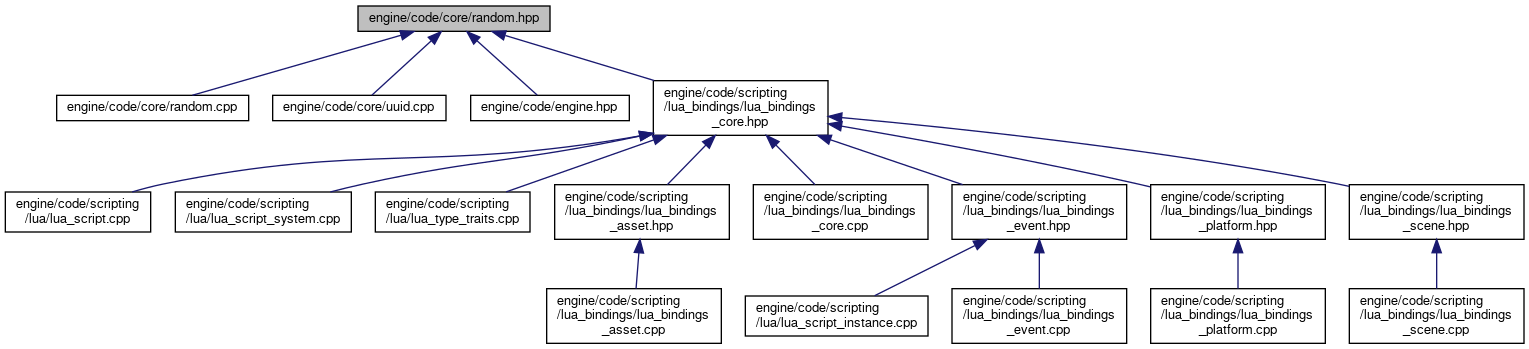 engine/code/core/random.hpp
engine/code/core/random.cpp
engine/code/core/uuid.cpp
engine/code/engine.hpp
engine/code/scripting
/lua_bindings/lua_bindings
_core.hpp
engine/code/scripting
/lua/lua_script.cpp
engine/code/scripting
/lua/lua_script_system.cpp
engine/code/scripting
/lua/lua_type_traits.cpp
engine/code/scripting
/lua_bindings/lua_bindings
_asset.hpp
engine/code/scripting
/lua_bindings/lua_bindings
_core.cpp
engine/code/scripting
/lua_bindings/lua_bindings
_event.hpp
engine/code/scripting
/lua_bindings/lua_bindings
_platform.hpp
engine/code/scripting
/lua_bindings/lua_bindings
_scene.hpp
engine/code/scripting
/lua_bindings/lua_bindings
_asset.cpp
engine/code/scripting
/lua/lua_script_instance.cpp
engine/code/scripting
/lua_bindings/lua_bindings
_event.cpp
engine/code/scripting
/lua_bindings/lua_bindings
_platform.cpp
engine/code/scripting
/lua_bindings/lua_bindings
_scene.cpp